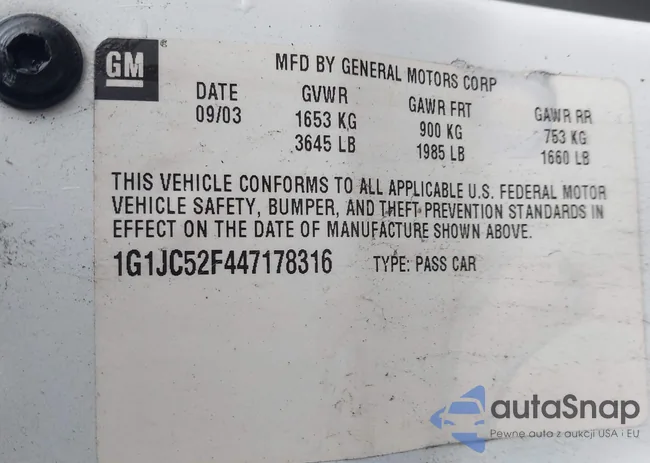 GM
MFD BY GENERAL MOTORS CORP
DATE GVWR GAWR FRT GAWR RR
09/03 1653 KG 900 KG 753 KG
3645 LB 1985 LB 1660 LB
THIS VEHICLE CONFORMS TO ALL APPLICABLE U.S. FEDERAL MOTOR
VEHICLE SAFETY, BUMPER, AND THEFT PREVENTION STANDARDS IN
EFFECT ON THE DATE OF MANUFACTURE SHOWN ABOVE.
1G1JC52F447178316 TYPE: PASS CAR
autaSnap
Pewne auta z aukcji USA i EU